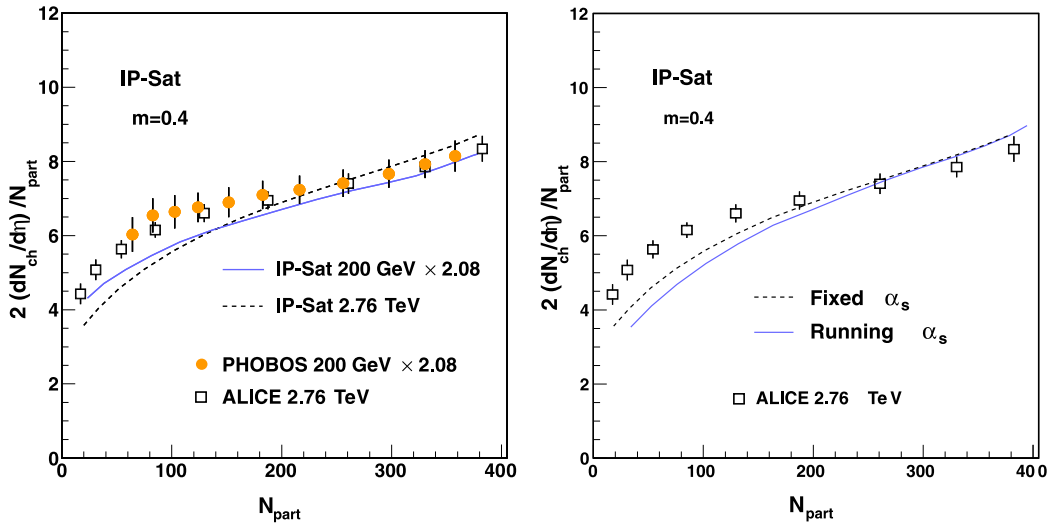 12
10
8
6
4
2
0
0 100 200 300 400
2 (dN_ch/dη) /N_part
N_part
IP-Sat
m=0.4
IP-Sat 200 GeV × 2.08
IP-Sat 2.76 TeV
PHOBOS 200 GeV × 2.08
ALICE 2.76 TeV
12
10
8
6
4
2
0
0 100 200 300 400
2 (dN_ch/dη) /N_part
N_part
IP-Sat
m=0.4
Fixed α_s
Running α_s
ALICE 2.76 TeV